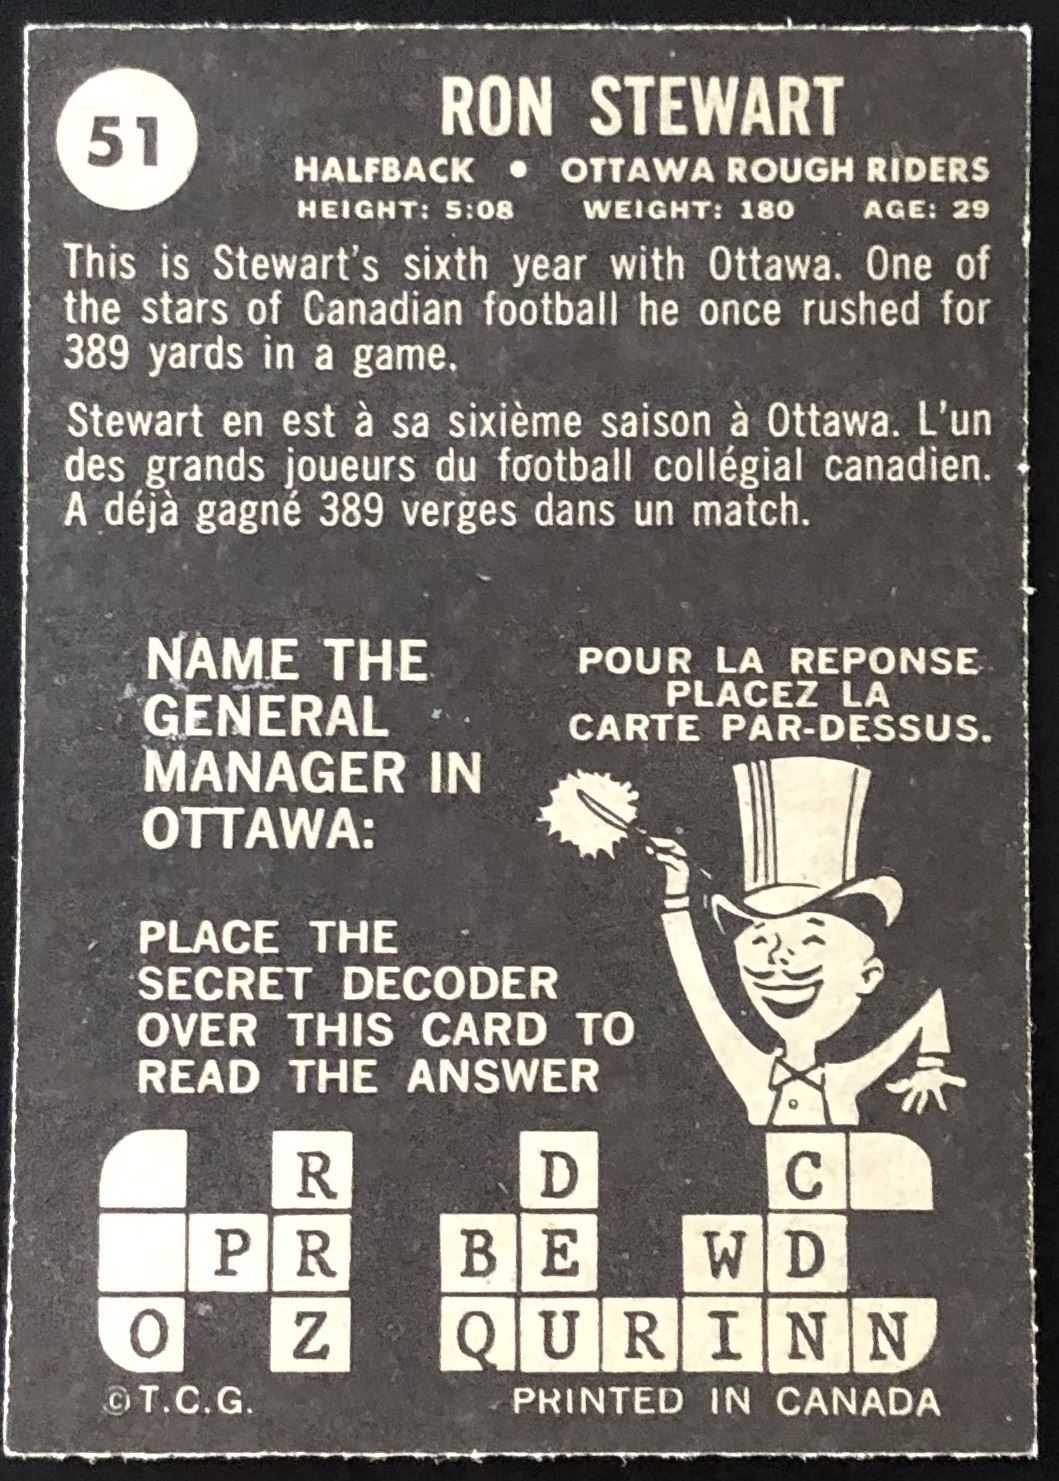 51
RON STEWART
HALFBACK • OTTAWA ROUGH RIDERS
HEIGHT: 5:08 WEIGHT: 180 AGE: 29
This is Stewart's sixth year with Ottawa. One of
the stars of Canadian football he once rushed for
389 yards in a game.
Stewart en est à sa sixième saison à Ottawa. L'un
des grands joueurs du football collégial canadien.
A déjà gagné 389 verges dans un match.
NAME THE
GENERAL
MANAGER IN
OTTAWA:
POUR LA REPONSE
PLACEZ LA
CARTE PAR-DESSUS.
PLACE THE
SECRET DECODER
OVER THIS CARD TO
READ THE ANSWER
R D C
P R B E W D
O Z Q U R I N N
©T.C.G.
PRINTED IN CANADA